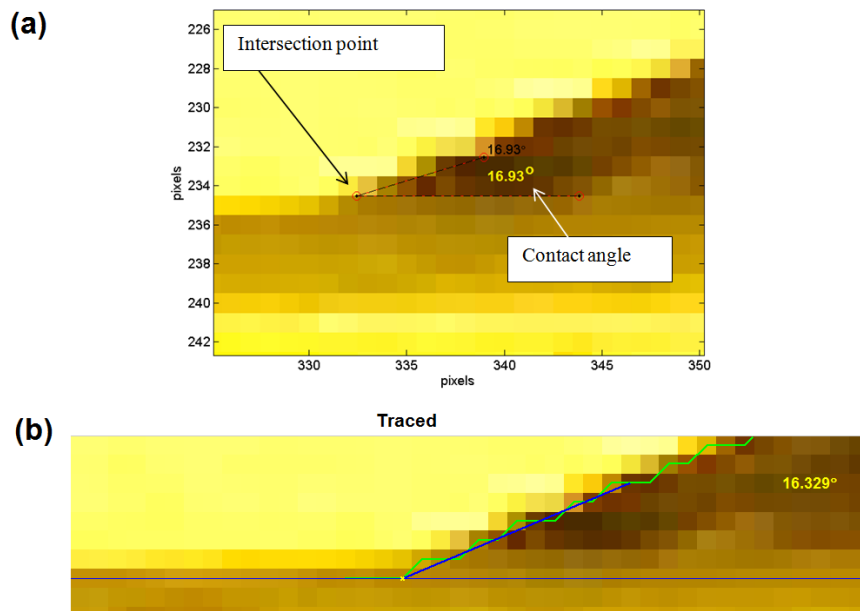 (a)
Intersection point
226
228
230
232
234
236
238
240
242
pixels
16.93°
16.93O
Contact angle
330
335
340
345
350
pixels
(b)
Traced
16.329°